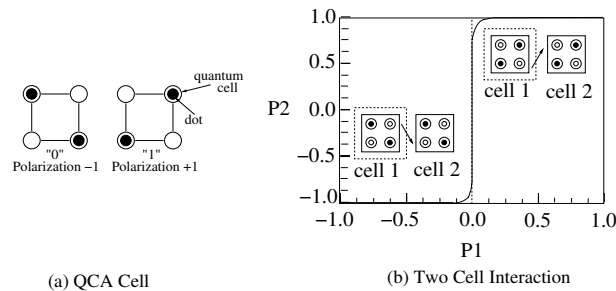 quantum
cell
dot
"0"
Polarization −1
"1"
Polarization +1
(a) QCA Cell
1.0
0.5
0.0
−0.5
−1.0
P2
cell 1
cell 2
cell 1
cell 2
−1.0
−0.5
0.0
0.5
1.0
P1
(b) Two Cell Interaction